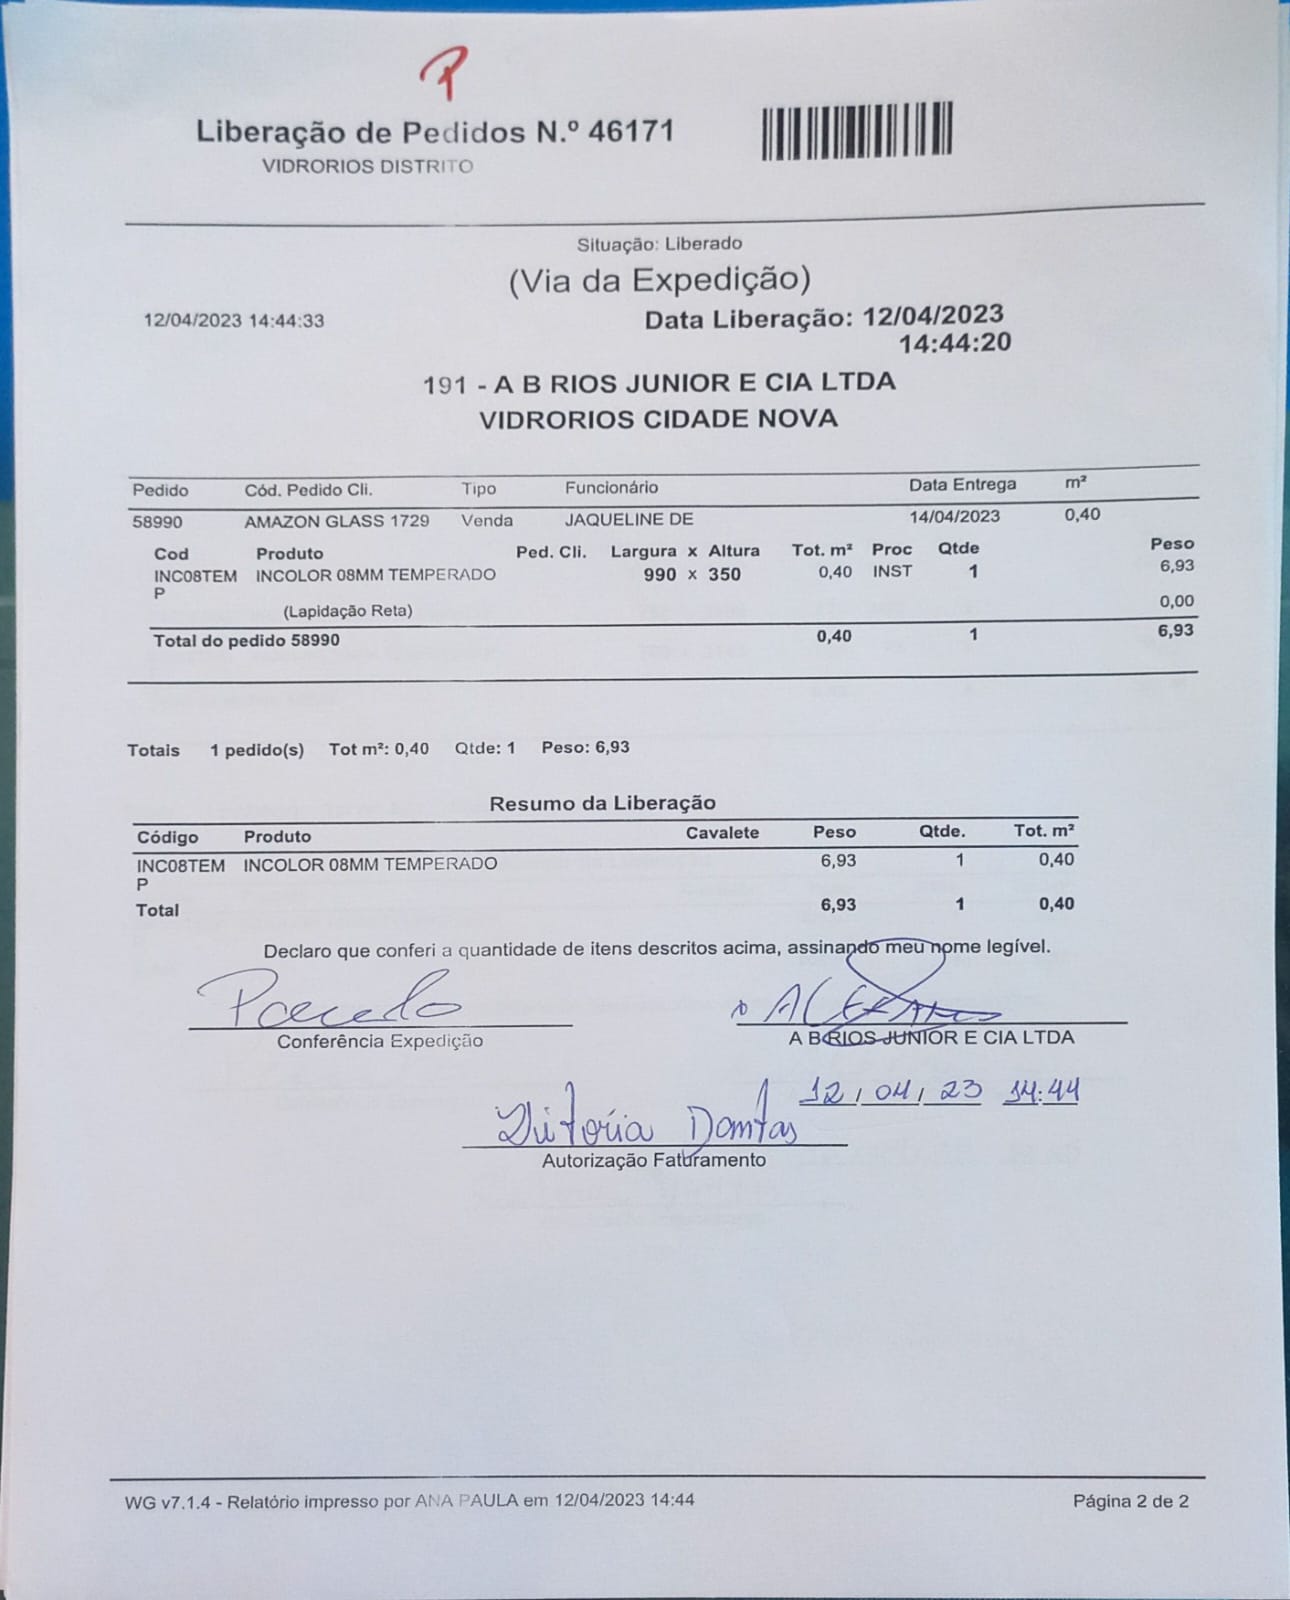 P
Liberação de Pedidos N.º 46171
VIDRORIOS DISTRITO
Situação: Liberado
(Via da Expedição)
12/04/2023 14:44:33 Data Liberação: 12/04/2023
14:44:20
191 - A B RIOS JUNIOR E CIA LTDA
VIDRORIOS CIDADE NOVA
Pedido Cód. Pedido Cli. Tipo Funcionário Data Entrega m²
58990 AMAZON GLASS 1729 Venda JAQUELINE DE 14/04/2023 0,40
Cod Produto Ped. Cli. Largura x Altura Tot. m² Proc Qtde Peso
INC08TEM INCOLOR 08MM TEMPERADO 990 x 350 0,40 INST 1 6,93
P
(Lapidação Reta) 0,00
Total do pedido 58990 0,40 1 6,93
Totais 1 pedido(s) Tot m²: 0,40 Qtde: 1 Peso: 6,93
Resumo da Liberação
Código Produto Cavalete Peso Qtde. Tot. m²
INC08TEM INCOLOR 08MM TEMPERADO 6,93 1 0,40
P
Total 6,93 1 0,40
Declaro que conferi a quantidade de itens descritos acima, assinando meu nome legível.
Conferência Expedição A B RIOS JUNIOR E CIA LTDA
12/04/23 14:44
Vitória Dantas
Autorização Faturamento
WG v7.1.4 - Relatório impresso por ANA PAULA em 12/04/2023 14:44 Página 2 de 2